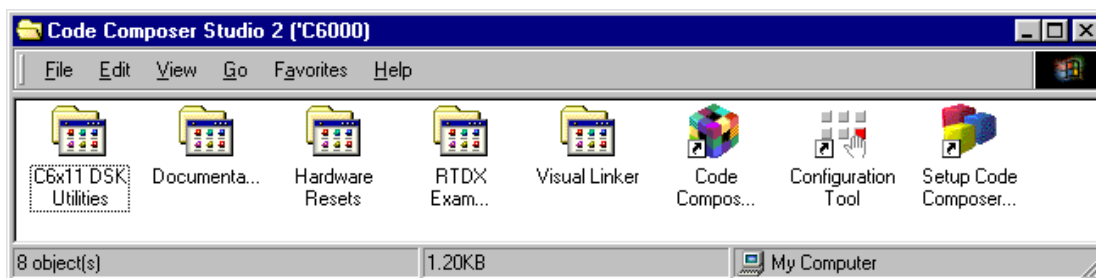 Code Composer Studio 2 ('C6000)
File Edit View Go Favorites Help
C6x11 DSK Utilities
Documenta...
Hardware Resets
RTDX Exam...
Visual Linker
Code Compos...
Configuration Tool
Setup Code Composer...
8 object(s) 1.20KB My Computer